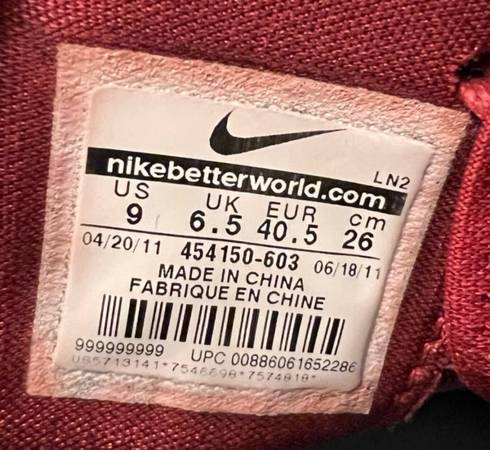 LN2
nikebetterworld.com
US UK EUR cm
9 6.5 40.5 26
04/20/11 454150-603 06/18/11
MADE IN CHINA
FABRIQUE EN CHINE
999999999 UPC 00886061652286